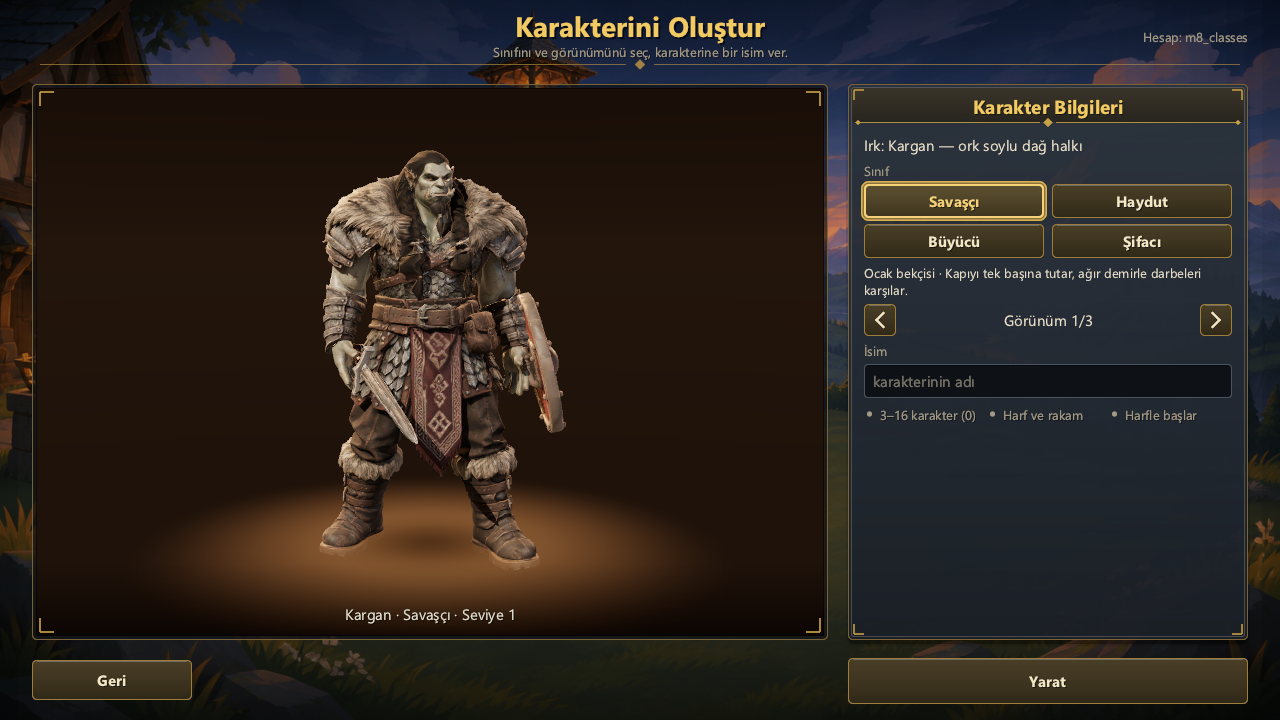 Karakterini Oluştur
Sınıfını ve görünümünü seç, karakterine bir isim ver.
Hesap: m8_classes
Karakter Bilgileri
Irk: Kargan — ork soylu dağ halkı
Sınıf
Savaşçı
Haydut
Büyücü
Şifacı
Ocak bekçisi · Kapıyı tek başına tutar, ağır demirle darbeleri
karşılar.
Görünüm 1/3
İsim
karakterinin adı
• 3–16 karakter (0) • Harf ve rakam • Harfle başlar
Kargan · Savaşçı · Seviye 1
Geri
Yarat